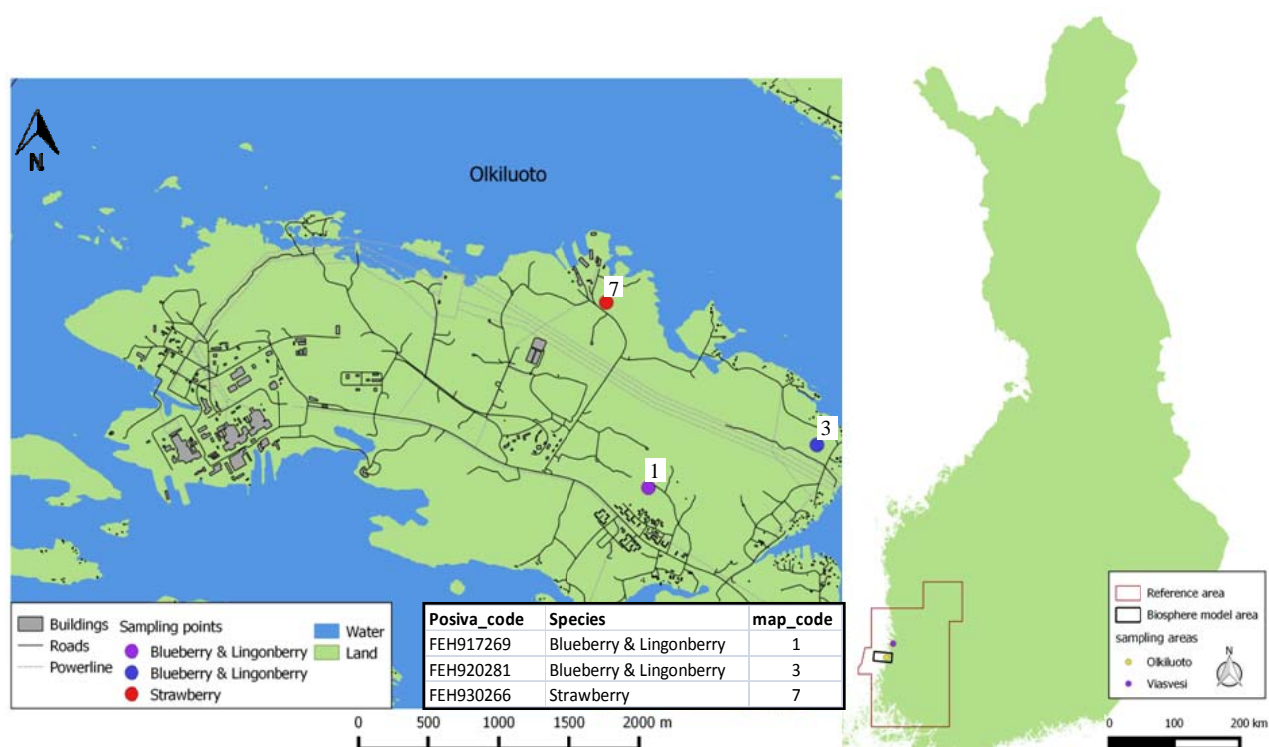 N
Olkiluoto
7
3
1
Buildings
Roads
Powerline
Sampling points
Blueberry & Lingonberry
Blueberry & Lingonberry
Strawberry
Water
Land
Posiva_code Species map_code
FEH917269 Blueberry & Lingonberry 1
FEH920281 Blueberry & Lingonberry 3
FEH930266 Strawberry 7
0 500 1000 1500 2000 m
Reference area
Biosphere model area
sampling areas
Olkiluoto
Viasvesi
N
0 100 200 km